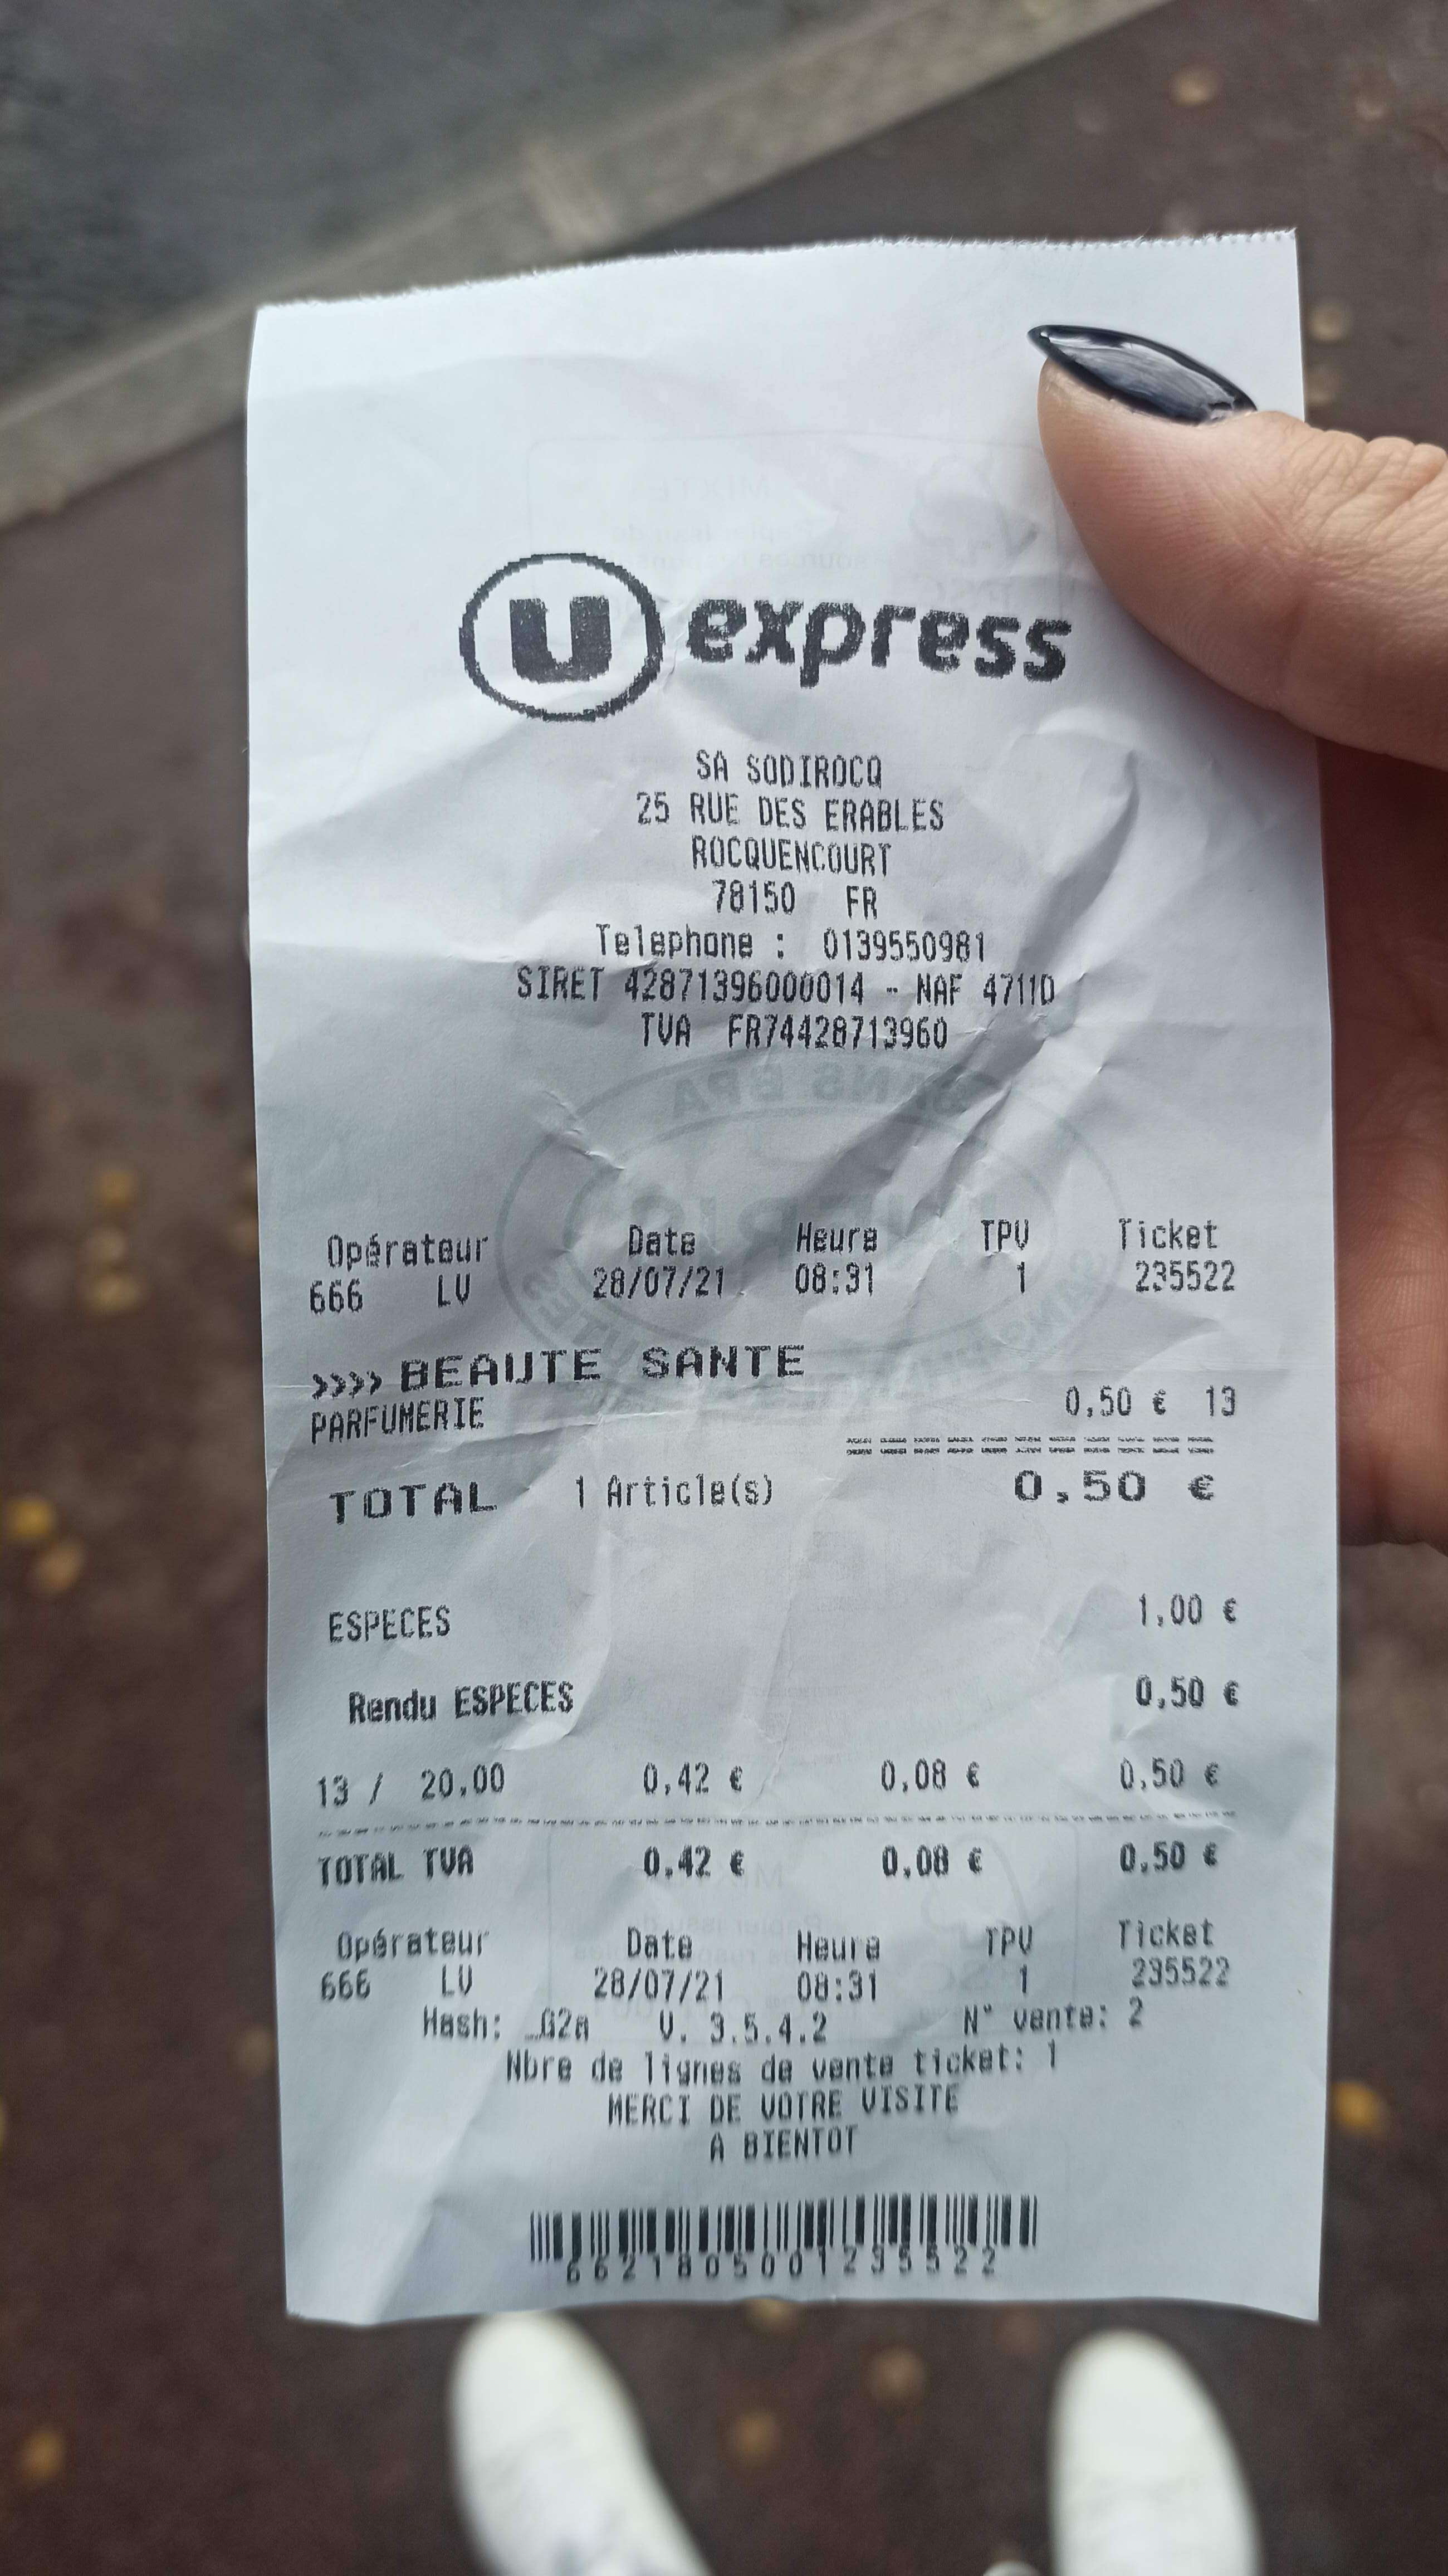 U express
SA SODIROCQ
25 RUE DES ERABLES
ROCQUENCOURT
78150 FR
Telephone : 0139550981
SIRET 42871396000014 - NAF 4711D
TVA FR74428713960
Opérateur Date Heure TPV Ticket
666 LV 28/07/21 08:31 1 235522
>>>> BEAUTE SANTE
PARFUMERIE 0,50 € 13
TOTAL 1 Article(s) 0,50 €
ESPECES 1,00 €
Rendu ESPECES 0,50 €
13 / 20,00 0,42 € 0,08 € 0,50 €
TOTAL TVA 0,42 € 0,08 € 0,50 €
Opérateur Date Heure TPV Ticket
666 LV 28/07/21 08:31 1 235522
Hash: V. 3.5.4.2 N° vente: 2
Nbre de lignes de vente ticket: 1
MERCI DE VOTRE VISITE
A BIENTOT
6621805001235522